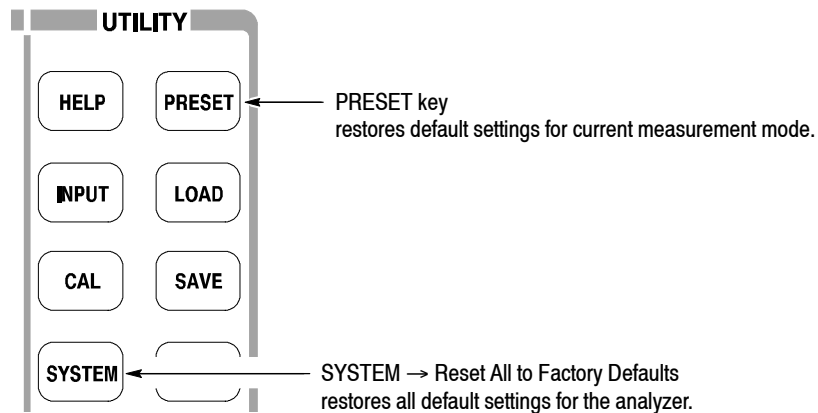 UTILITY
HELP
PRESET
PRESET key
restores default settings for current measurement mode.
INPUT
LOAD
CAL
SAVE
SYSTEM
SYSTEM → Reset All to Factory Defaults
restores all default settings for the analyzer.